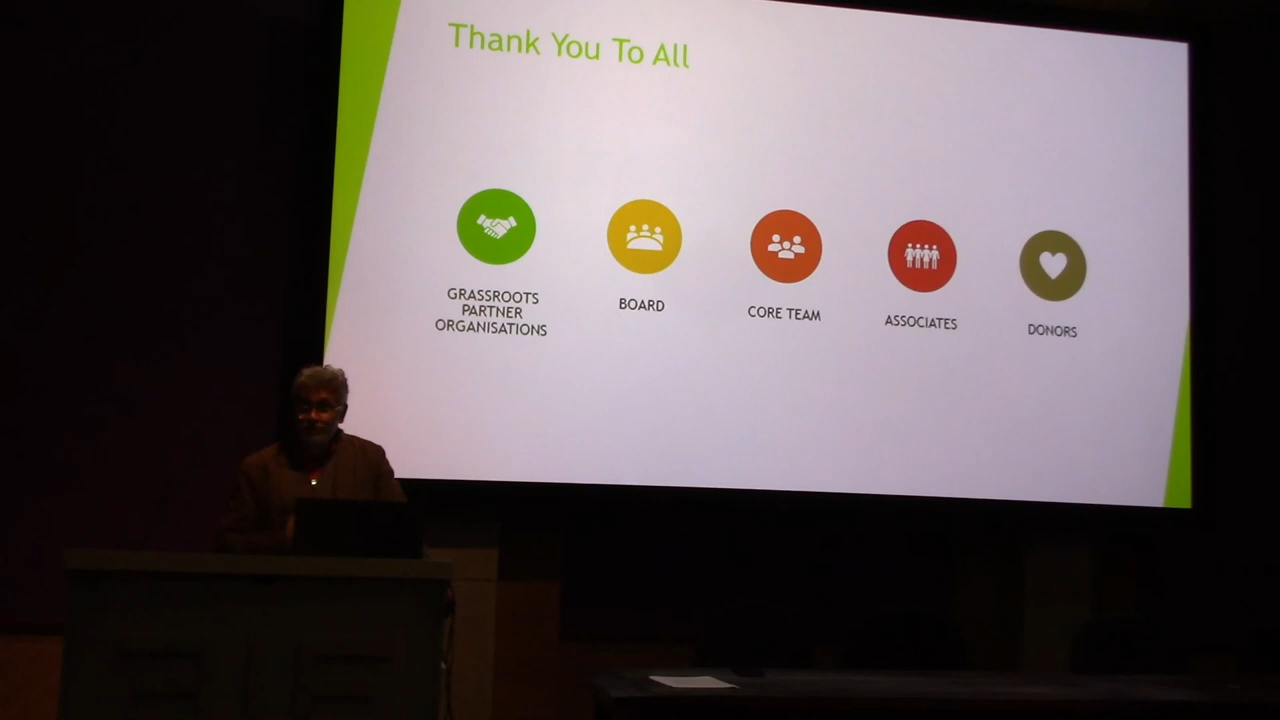 Thank You To All
GRASSROOTS
PARTNER
ORGANISATIONS
BOARD
CORE TEAM
ASSOCIATES
DONORS